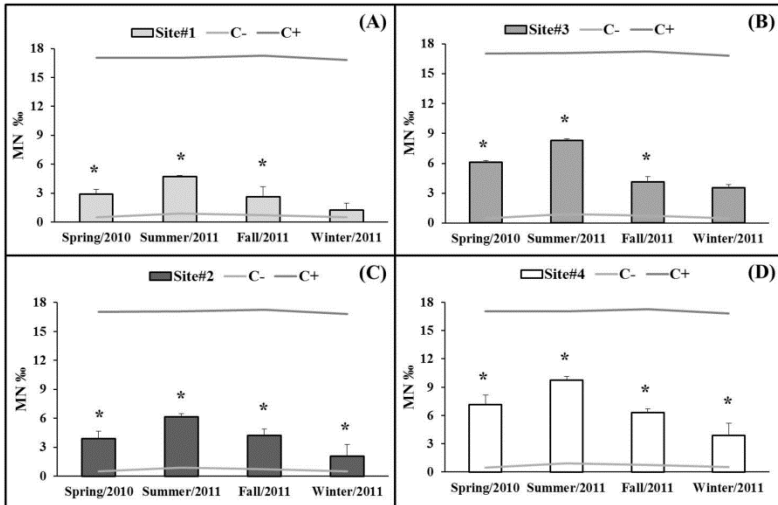 Site#1 C- C+ (A)
MN ‰
18
15
12
9
6
3
0
* * *
Spring/2010 Summer/2011 Fall/2011 Winter/2011
Site#3 C- C+ (B)
MN ‰
18
15
12
9
6
3
0
* * *
Spring/2010 Summer/2011 Fall/2011 Winter/2011
Site#2 C- C+ (C)
MN ‰
18
15
12
9
6
3
0
* * * *
Spring/2010 Summer/2011 Fall/2011 Winter/2011
Site#4 C- C+ (D)
MN ‰
18
15
12
9
6
3
0
* * * *
Spring/2010 Summer/2011 Fall/2011 Winter/2011